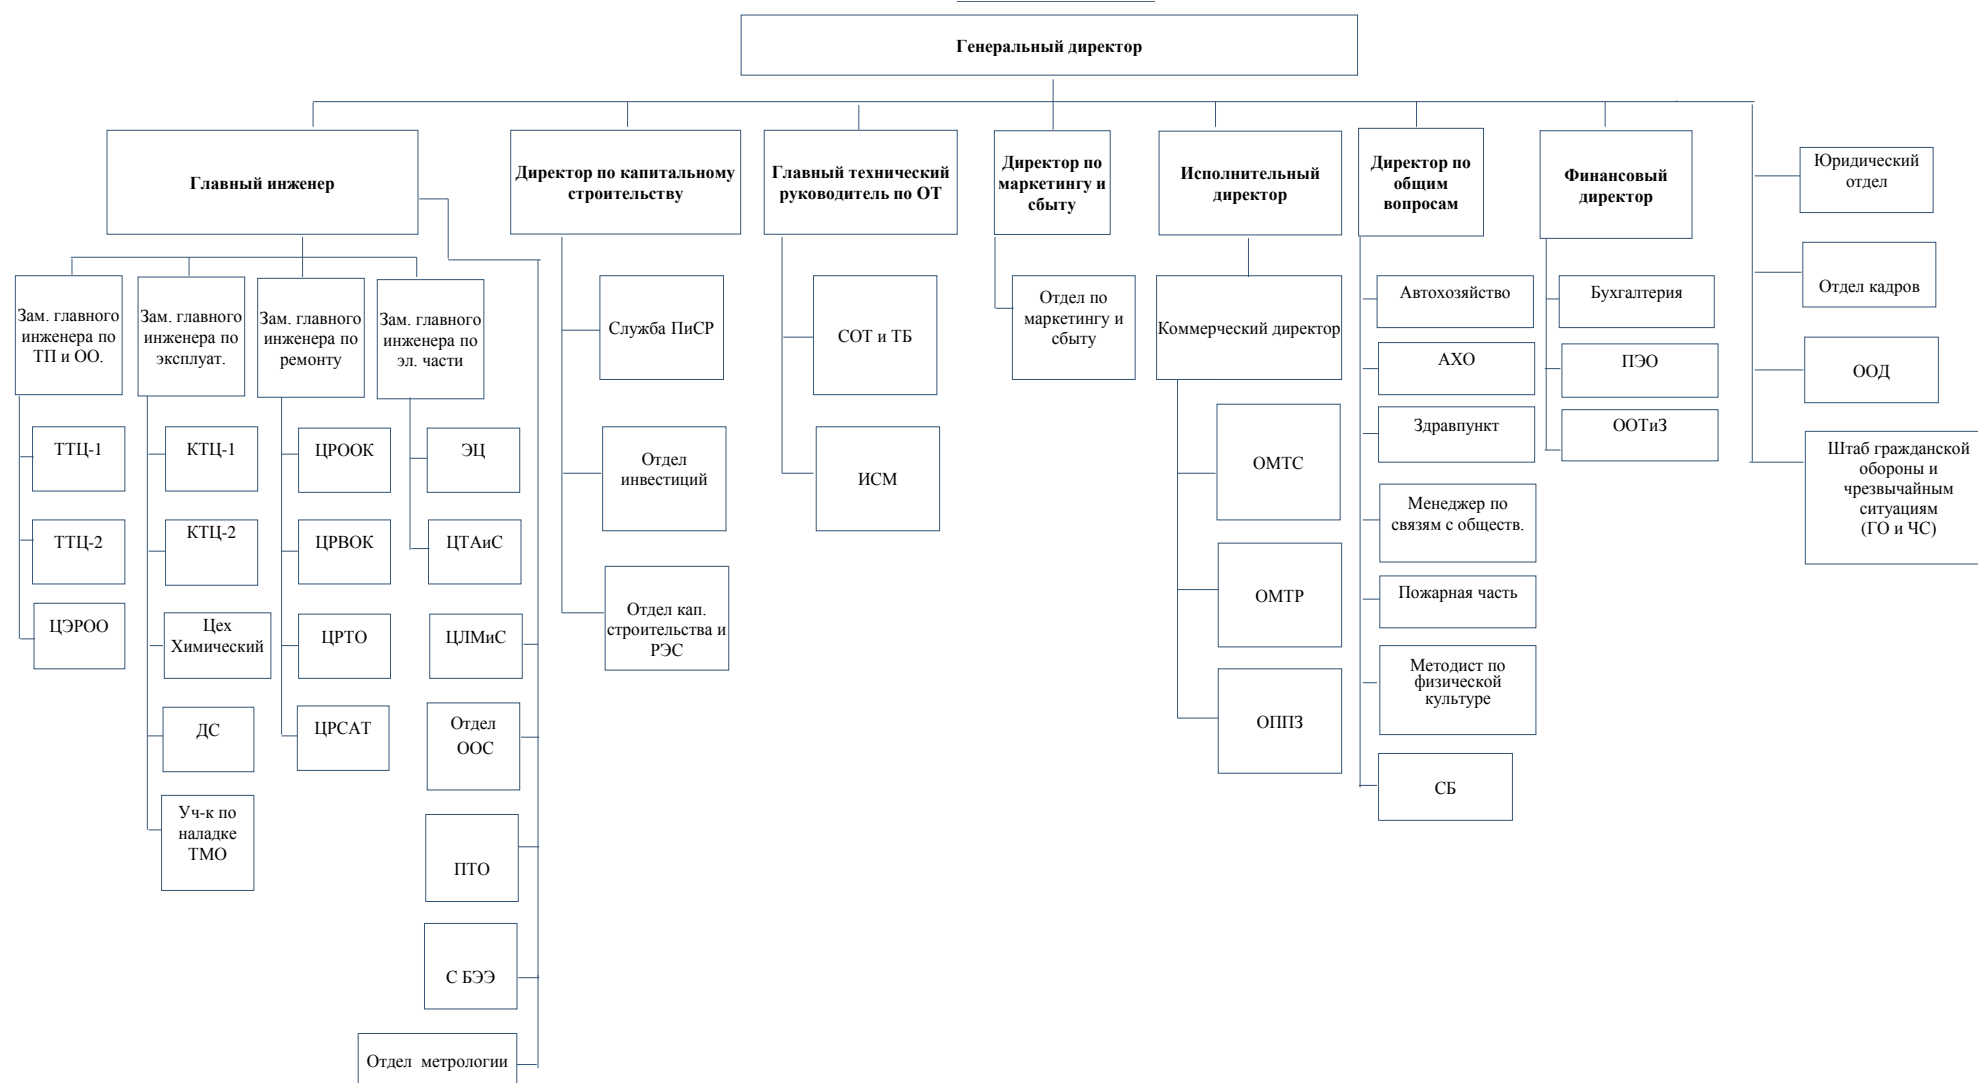 Генеральный директор
Главный инженер
Директор по капитальному
строительству
Главный технический
руководитель по ОТ
Директор по
маркетингу и
сбыту
Исполнительный
директор
Директор по
общим
вопросам
Финансовый
директор
Юридический
отдел
Отдел кадров
ООД
Штаб гражданской
обороны и
чрезвычайным
ситуациям
(ГО и ЧС)
Зам. главного
инженера по
ТП и ОО.
Зам. главного
инженера по
эксплуат.
Зам. главного
инженера по
ремонту
Зам. главного
инженера по
эл. части
ТТЦ-1
ТТЦ-2
ЦЭРОО
КТЦ-1
КТЦ-2
Цех
Химический
ДС
Уч-к по
наладке
ТМО
ЦРООК
ЦРВОК
ЦРТО
ЦРСАТ
ЭЦ
ЦТАиС
ЦЛМиС
Отдел
ООС
ПТО
С БЭЭ
Отдел метрологии
Служба ПиСР
Отдел
инвестиций
Отдел кап.
строительства и
РЭС
СОТ и ТБ
ИСМ
Отдел по
маркетингу и
сбыту
Коммерческий директор
ОМТС
ОМТР
ОППЗ
Автохозяйство
АХО
Здравпункт
Менеджер по
связям с обществ.
Пожарная часть
Методист по
физической
культуре
СБ
Бухгалтерия
ПЭО
ООТиЗ